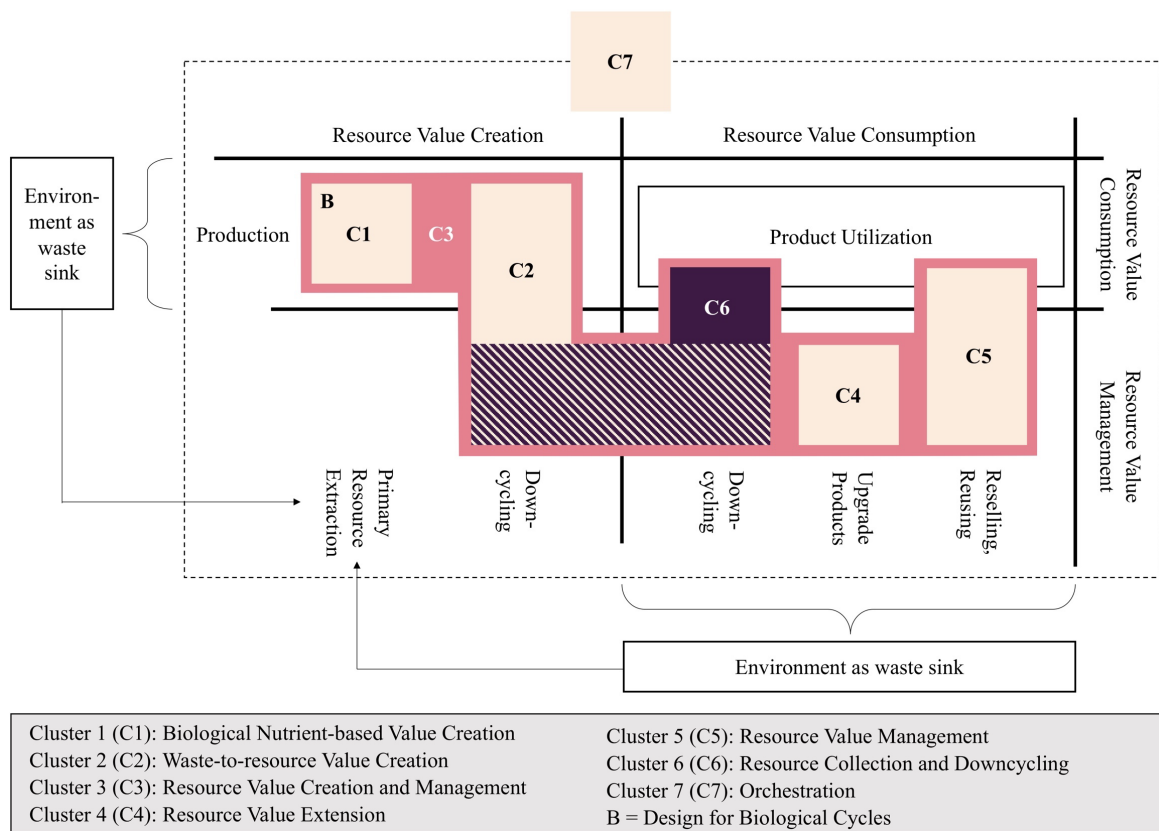 C7
Resource Value Creation
Resource Value Consumption
Environ-
ment as
waste
sink
Production
B
C1
C3
C2
Product Utilization
C6
C4
C5
Resource Value
Consumption
Resource Value
Management
Primary
Resource
Extraction
Down-
cycling
Down-
cycling
Upgrade
Products
Reselling,
Reusing
Environment as waste sink
Cluster 1 (C1): Biological Nutrient-based Value Creation
Cluster 2 (C2): Waste-to-resource Value Creation
Cluster 3 (C3): Resource Value Creation and Management
Cluster 4 (C4): Resource Value Extension
Cluster 5 (C5): Resource Value Management
Cluster 6 (C6): Resource Collection and Downcycling
Cluster 7 (C7): Orchestration
B = Design for Biological Cycles